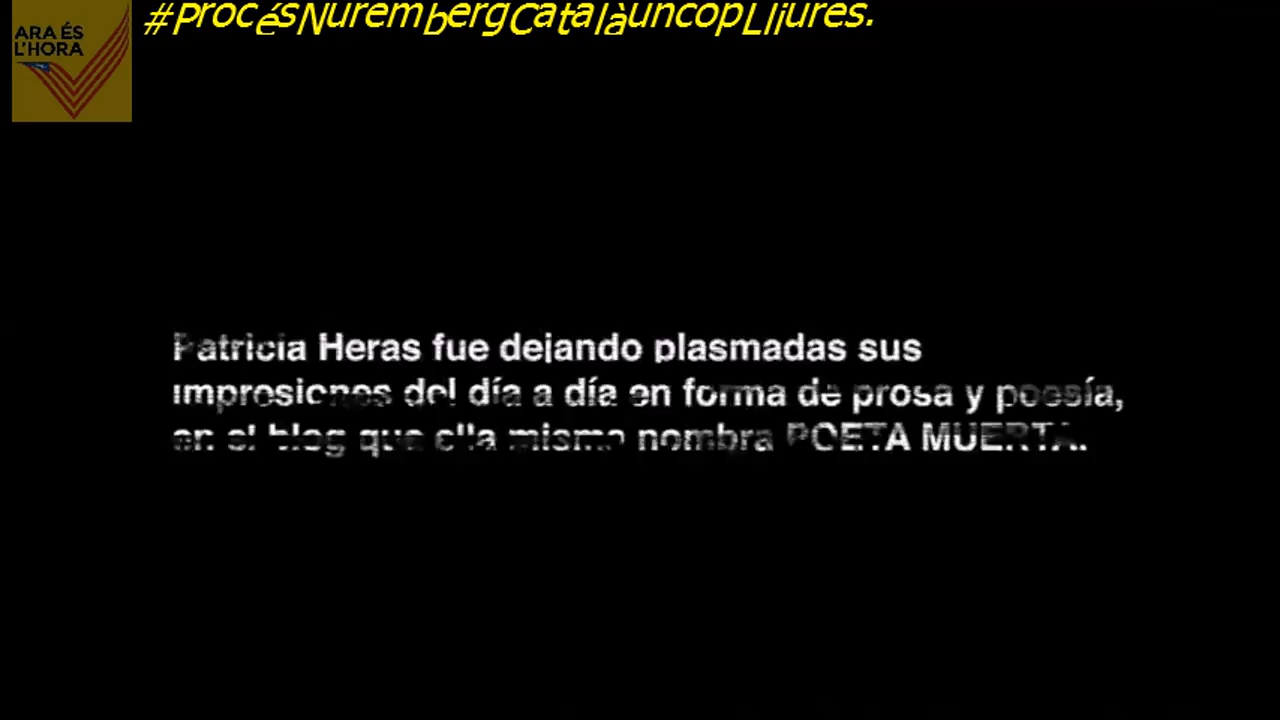 #ProcésNurembergCatalàuncopLliures.
ARA ÉS
L'HORA
Patricia Heras fue dejando plasmadas sus
impresiones del día a día en forma de prosa y poesía,
en el blog que ella misma nombra POETA MUERTA.